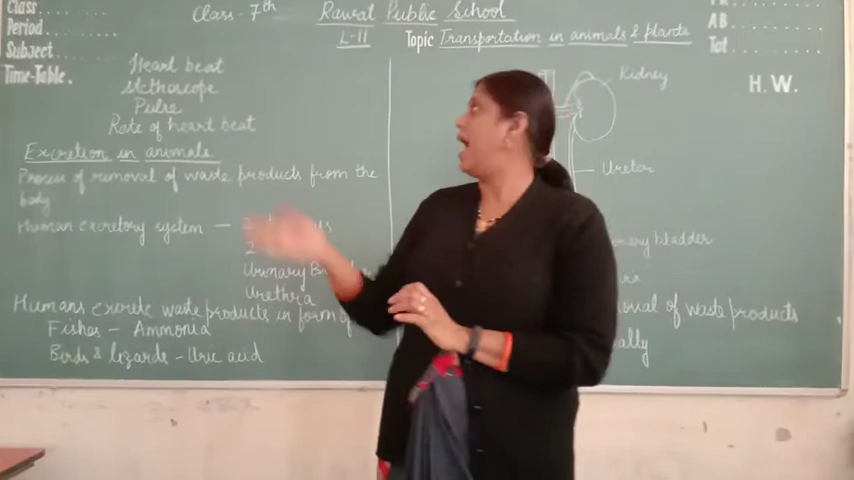 Class
Period
Subject
Time-Table.
Class - 7th
Rawal Public School
L-11
Topic Transportation in animals & plants
A B
Tot
H.W.
Heart beat
stethoscope
Pulse
Rate of heart beat
Excretion in animals
Process of removal of waste products from the
body
Human excretory system -
Urinary
Urethra
Humans excrete waste products in form of
Fishes - Ammonia
Birds & lizards - Uric acid
Kidney
Ureter
bladder
of waste products